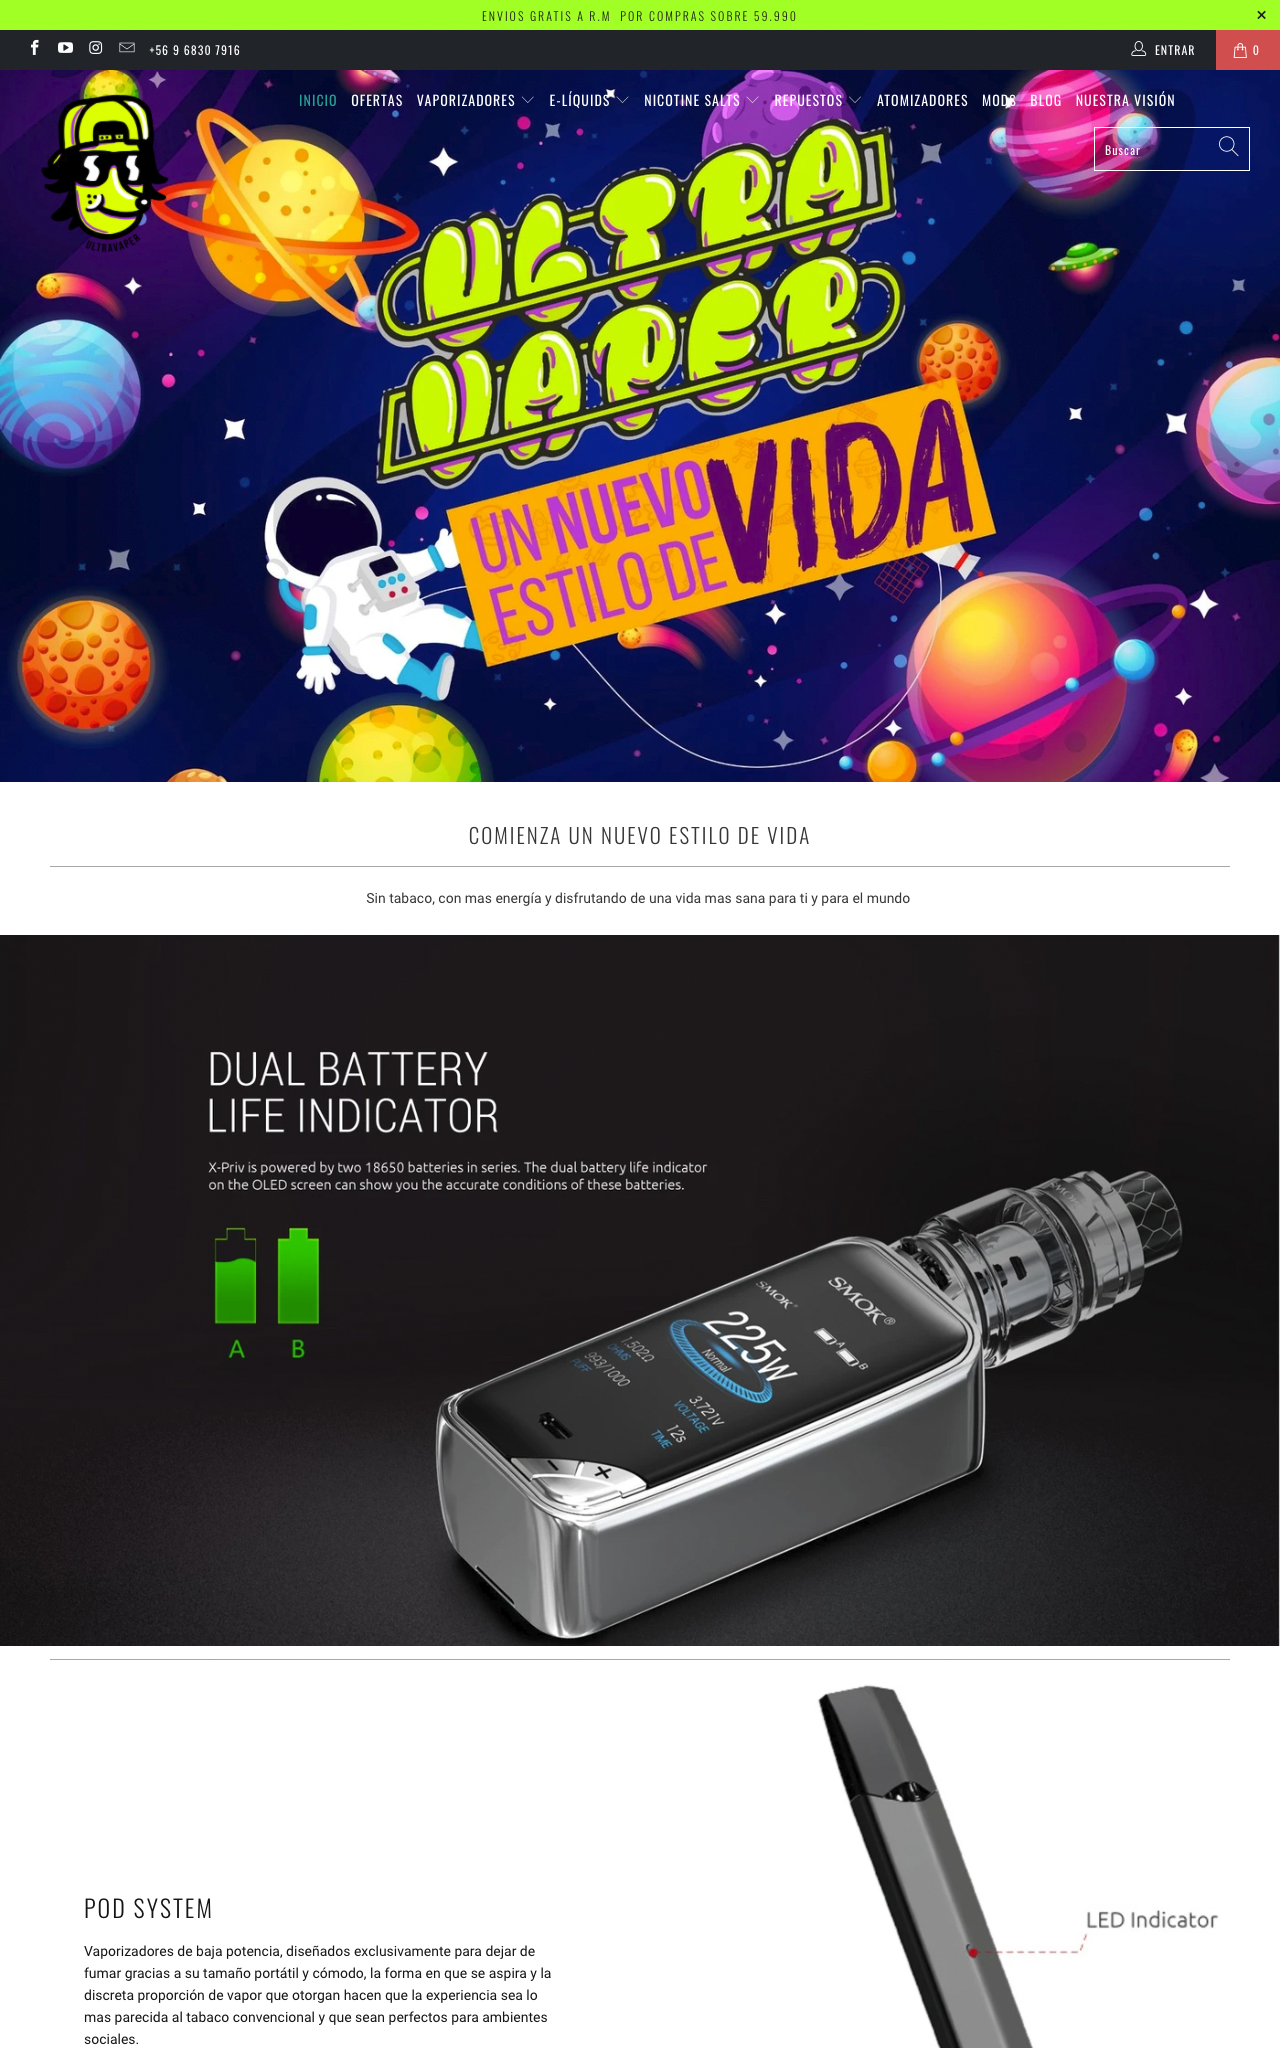 ENVIOS GRATIS A R.M POR COMPRAS SOBRE 59.990
+56 9 6830 7916
ENTRAR
0
INICIO OFERTAS VAPORIZADORES E-LÍQUIDS NICOTINE SALTS REPUESTOS ATOMIZADORES MODS BLOG NUESTRA VISIÓN
Buscar
ULTRAVAPER
ULTRA
VAPER
UN NUEVO
ESTILO DE
VIDA
COMIENZA UN NUEVO ESTILO DE VIDA
Sin tabaco, con mas energía y disfrutando de una vida mas sana para ti y para el mundo
DUAL BATTERY
LIFE INDICATOR
X-Priv is powered by two 18650 batteries in series. The dual battery life indicator
on the OLED screen can show you the accurate conditions of these batteries.
A B
SMOK
SMOK®
SMOK
A
B
225W
Normal
1.502Ω
OHMS
993/1000
PUFF
3.721V
VOLTAGE
12s
TIME
LED Indicator
POD SYSTEM
Vaporizadores de baja potencia, diseñados exclusivamente para dejar de
fumar gracias a su tamaño portátil y cómodo, la forma en que se aspira y la
discreta proporción de vapor que otorgan hacen que la experiencia sea lo
mas parecida al tabaco convencional y que sean perfectos para ambientes
sociales.